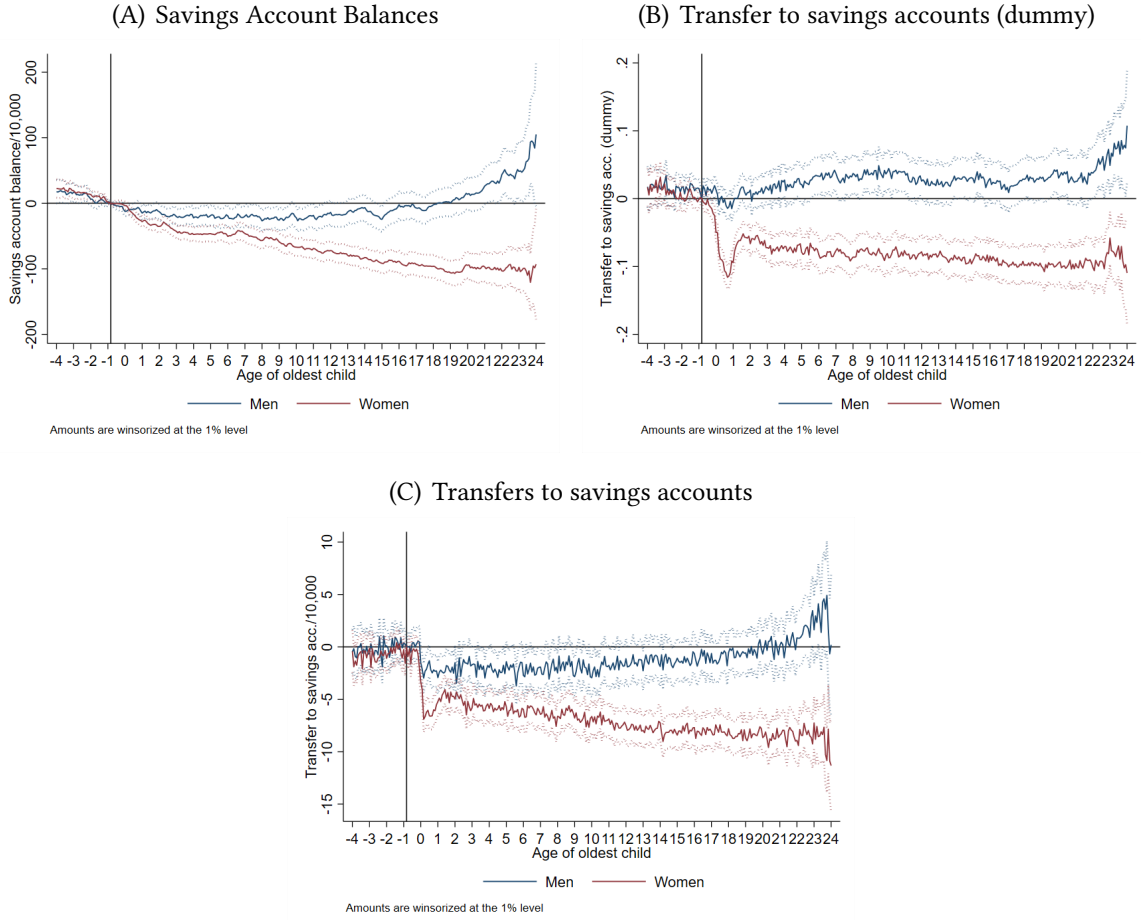 (A) Savings Account Balances
Savings account balance/10,000
200
100
0
-100
-200
-4 -3 -2 -1 0 1 2 3 4 5 6 7 8 9 10 11 12 13 14 15 16 17 18 19 20 21 22 23 24
Age of oldest child
Men Women
Amounts are winsorized at the 1% level
(B) Transfer to savings accounts (dummy)
Transfer to savings acc. (dummy)
.2
.1
0
-.1
-.2
-4 -3 -2 -1 0 1 2 3 4 5 6 7 8 9 10 11 12 13 14 15 16 17 18 19 20 21 22 23 24
Age of oldest child
Men Women
Amounts are winsorized at the 1% level
(C) Transfers to savings accounts
Transfer to savings acc./10,000
10
5
0
-5
-10
-15
-4 -3 -2 -1 0 1 2 3 4 5 6 7 8 9 10 11 12 13 14 15 16 17 18 19 20 21 22 23 24
Age of oldest child
Men Women
Amounts are winsorized at the 1% level